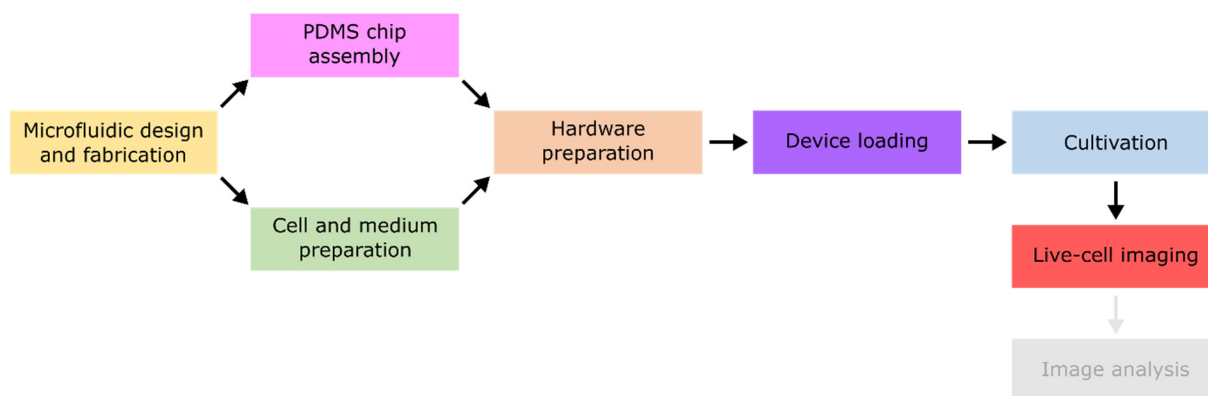 PDMS chip
assembly
Microfluidic design
and fabrication
Cell and medium
preparation
Hardware
preparation
Device loading
Cultivation
Live-cell imaging
Image analysis